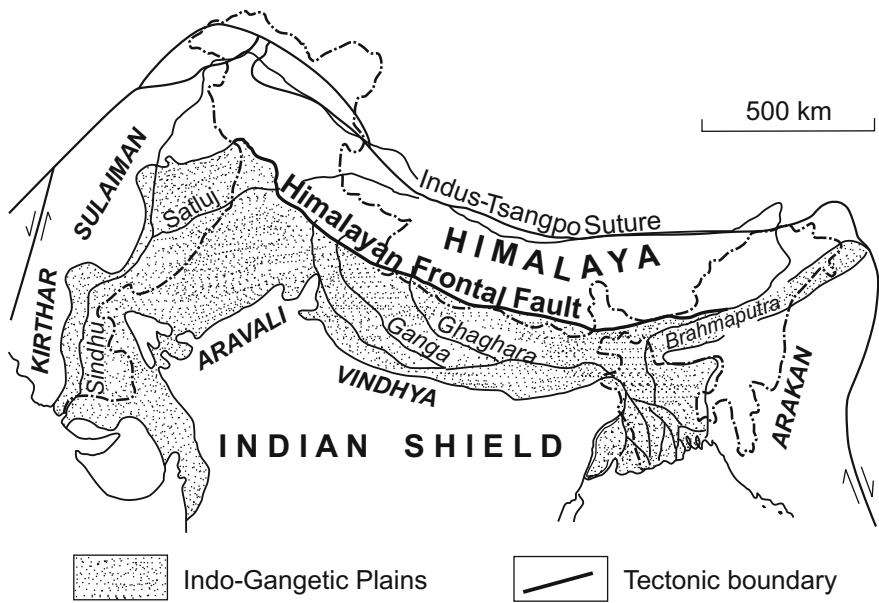 500 km
SULAIMAN
Satluj
Indus-Tsangpo Suture
Himalayan Frontal Fault
HIMALAYA
KIRTHAR
Sindhu
ARAVALI
Ganga
Ghaghara
Brahmaputra
VINDHYA
ARAKAN
INDIAN SHIELD
Indo-Gangetic Plains
Tectonic boundary